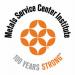 Metals Service Center Institute
100 YEARS STRONG